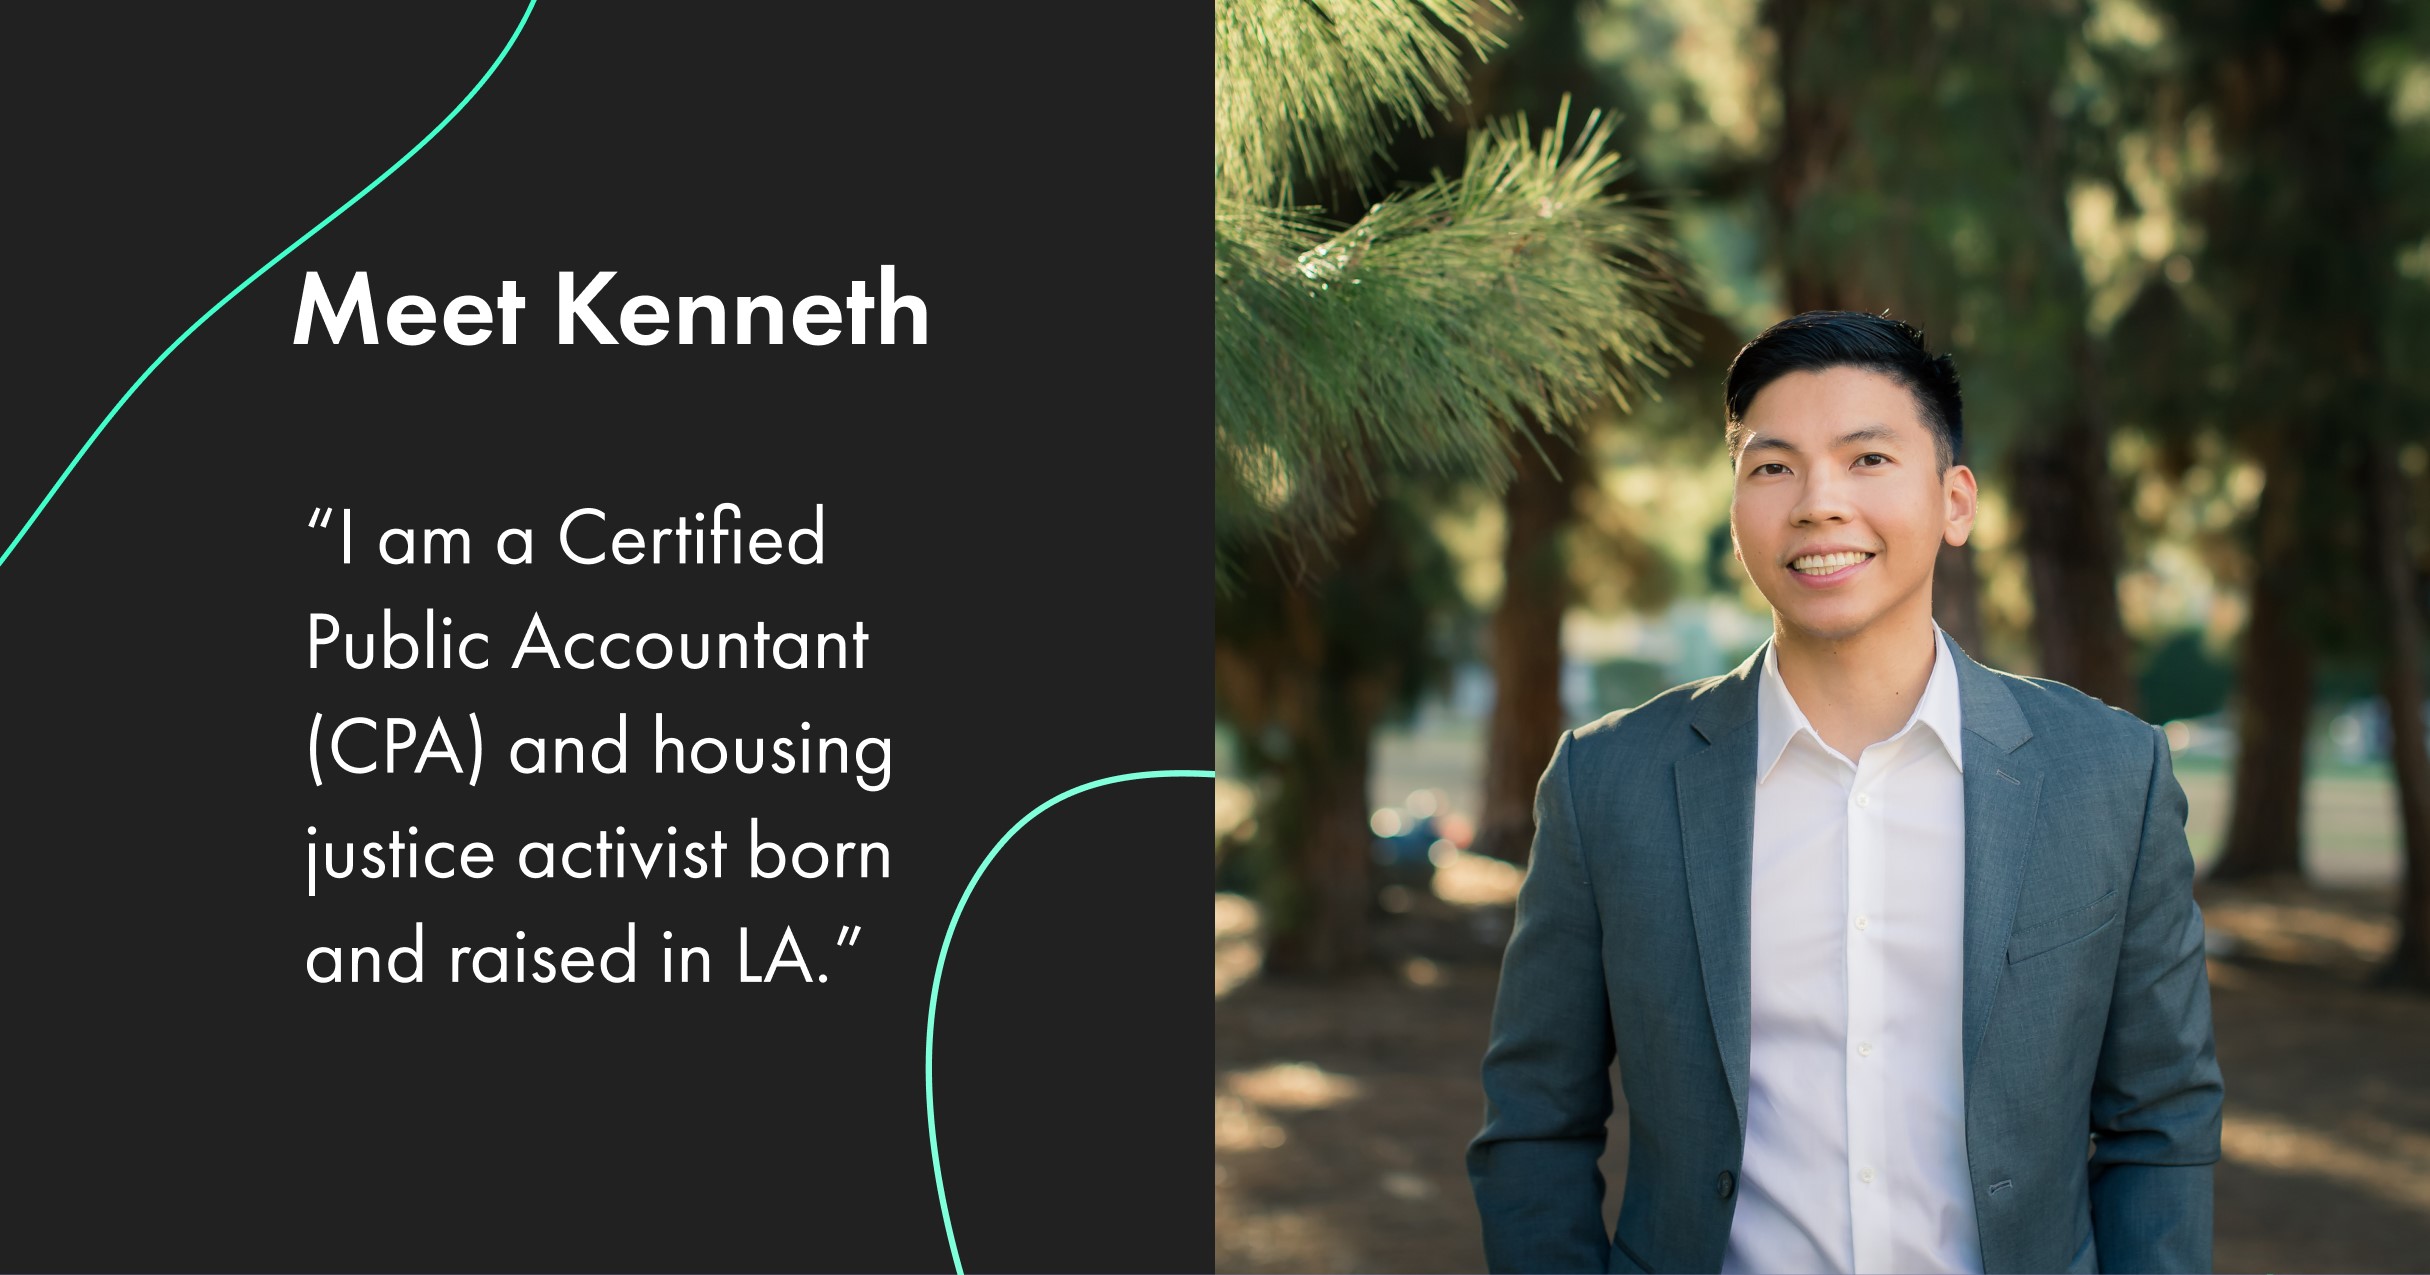 Meet Kenneth
“I am a Certified
Public Accountant
(CPA) and housing
justice activist born
and raised in LA.”